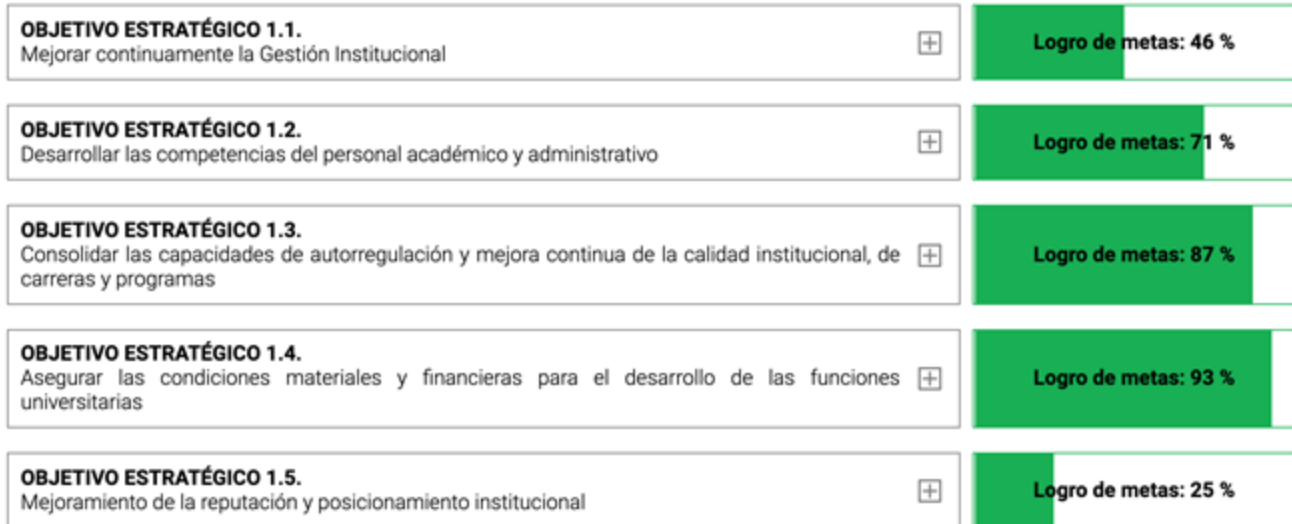 OBJETIVO ESTRATÉGICO 1.1.
Mejorar continuamente la Gestión Institucional
Logro de metas: 46 %
OBJETIVO ESTRATÉGICO 1.2.
Desarrollar las competencias del personal académico y administrativo
Logro de metas: 71 %
OBJETIVO ESTRATÉGICO 1.3.
Consolidar las capacidades de autorregulación y mejora continua de la calidad institucional, de
carreras y programas
Logro de metas: 87 %
OBJETIVO ESTRATÉGICO 1.4.
Asegurar las condiciones materiales y financieras para el desarrollo de las funciones
universitarias
Logro de metas: 93 %
OBJETIVO ESTRATÉGICO 1.5.
Mejoramiento de la reputación y posicionamiento institucional
Logro de metas: 25 %